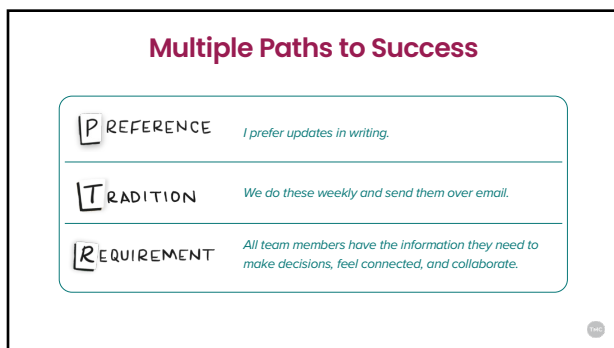 Multiple Paths to Success
PREFERENCE
I prefer updates in writing.
TRADITION
We do these weekly and send them over email.
REQUIREMENT
All team members have the information they need to
make decisions, feel connected, and collaborate.
TMC